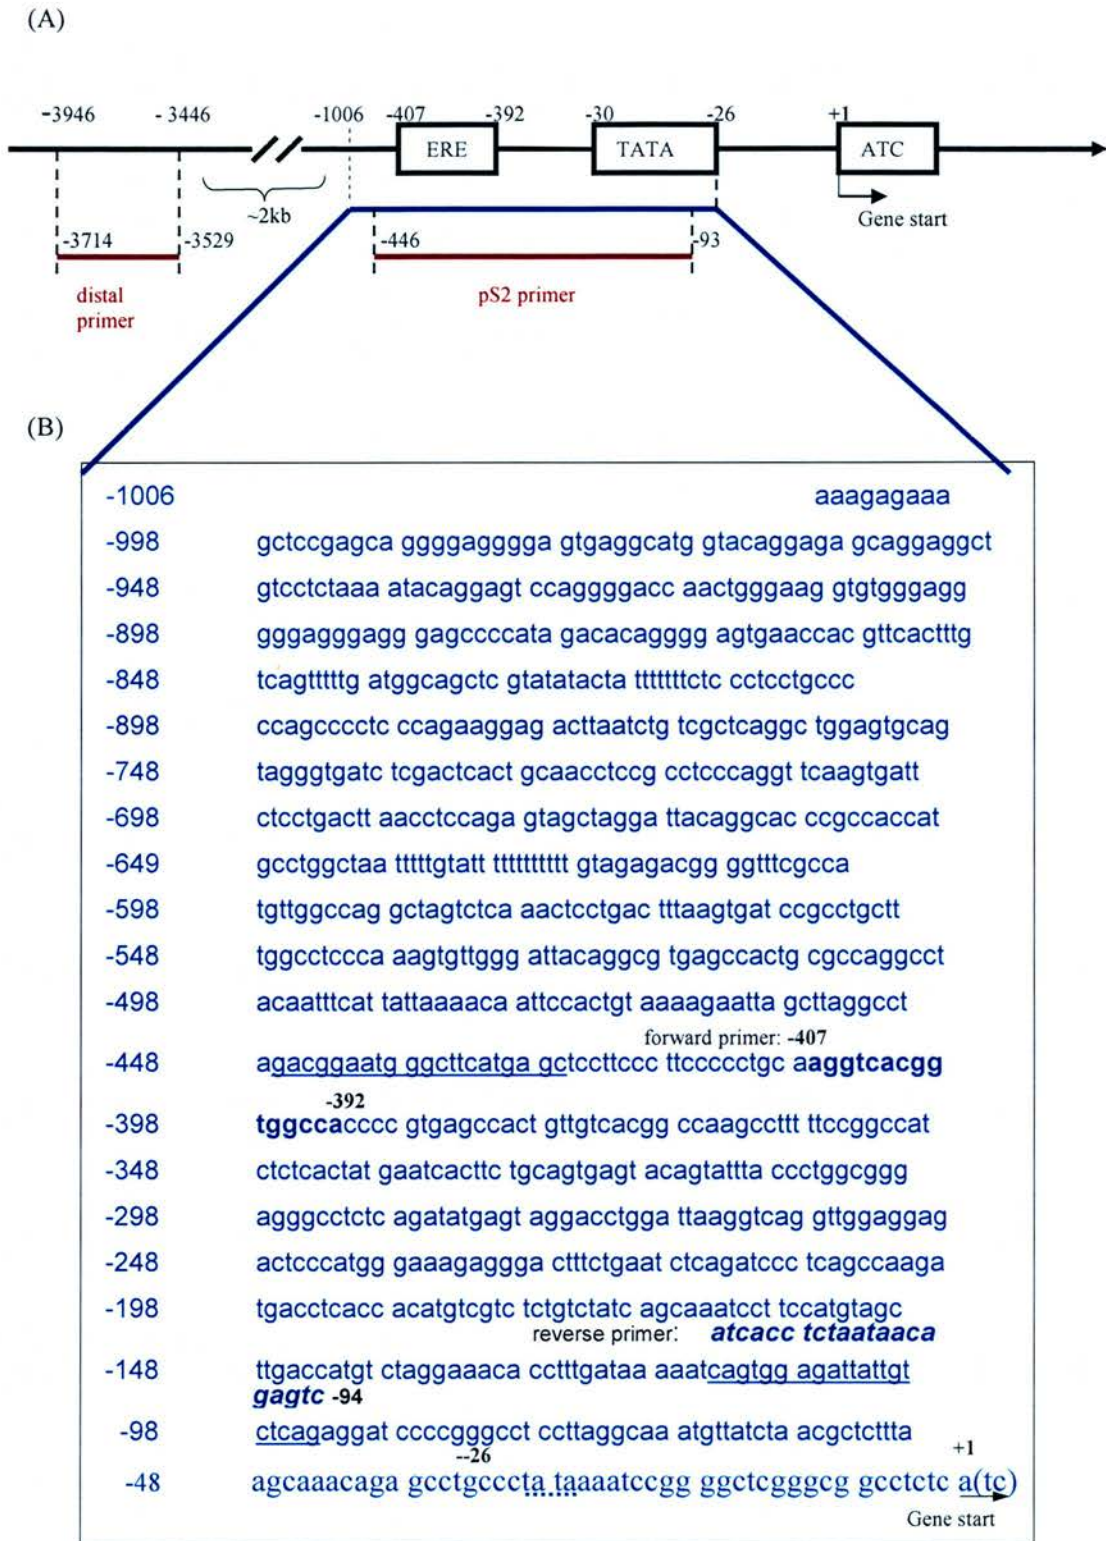 (A)
-3946 - 3446 -1006 -407 -392 -30 -26 +1
ERE TATA ATC
~2kb Gene start
-3714 -3529 -446 -93
distal
primer
pS2 primer
(B)
-1006 aaagagaaa
-998 gctccgagca ggggagggga gtgaggcatg gtacaggaga gcaggaggct
-948 gtcctctaaa atacaggagt ccaggggacc aactgggaag gtgtgggagg
-898 gggagggagg gagccccata gacacagggg agtgaaccac gttcactttg
-848 tcagtttttg atggcagctc gtatatacta tttttttctc cctcctgccc
-898 ccagcccctc ccagaaggag acttaatctg tcgctcaggc tggagtgcag
-748 tagggtgatc tcgactcact gcaacctccg cctcccaggt tcaagtgatt
-698 ctcctgactt aacctccaga gtagctagga ttacaggcac ccgccaccat
-649 gcctggctaa tttttgtatt tttttttttt gtagagacgg ggtttcgcca
-598 tgttggccag gctagtctca aactcctgac tttaagtgat ccgcctgctt
-548 tggcctccca aagtgttggg attacaggcg tgagccactg cgccaggcct
-498 acaatttcat tattaaaaca attccactgt aaaagaatta gcttaggcct
forward primer: -407
-448 agacggaatg ggcttcatga gctccttccc ttccccctgc aaggtcacgg
-392
-398 tggccacccc gtgagccact gttgtcacgg ccaagccttt ttccggccat
-348 ctctcactat gaatcacttc tgcagtgagt acagtattta ccctggcggg
-298 agggcctctc agatatgagt aggacctgga ttaaggtcag gttggaggag
-248 actcccatgg gaaagaggga ctttctgaat ctcagatccc tcagccaaga
-198 tgacctcacc acatgtcgtc tctgtctatc agcaaatcct tccatgtagc
reverse primer: atcacc tctaataaca
-148 ttgaccatgt ctaggaaaca cctttgataa aaatcagtgg agattattgt
gagtc -94
-98 ctcagaggat ccccgggcct ccttaggcaa atgttatcta acgctcttta
--26 +1
-48 agcaaacaga gcctgcccta taaaatccgg ggctcgggcg gcctctc a(tc)
Gene start